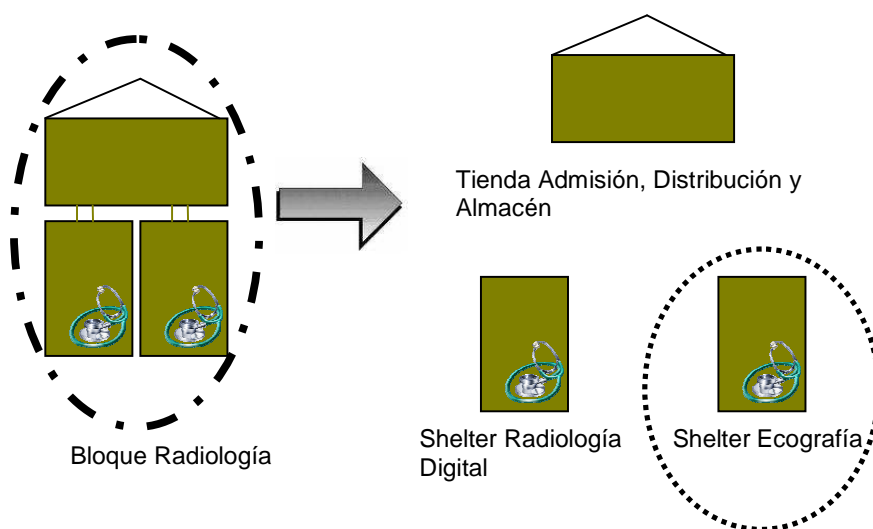 Tienda Admisión, Distribución y
Almacén
Bloque Radiología
Shelter Radiología
Digital
Shelter Ecografía